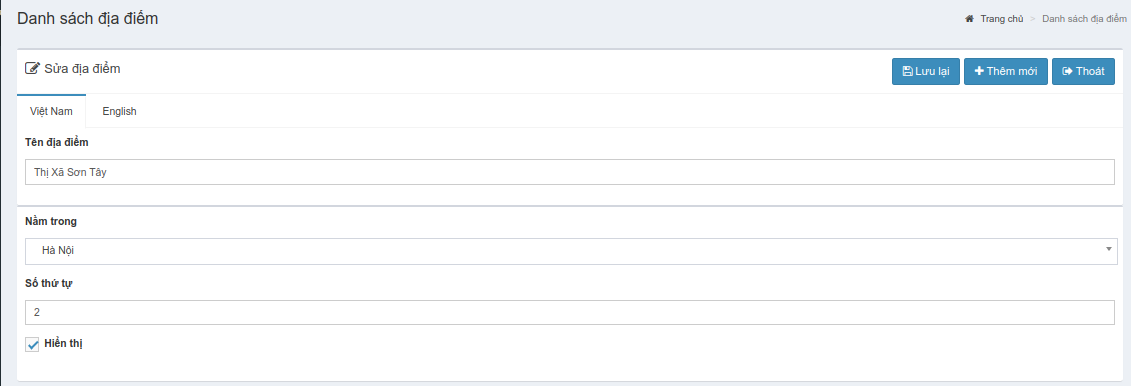 Danh sách địa điểm
Trang chủ > Danh sách địa điểm
Sửa địa điểm
Lưu lại
Thêm mới
Thoát
Việt Nam
English
Tên địa điểm
Thị Xã Sơn Tây
Nằm trong
Hà Nội
Số thứ tự
2
Hiển thị